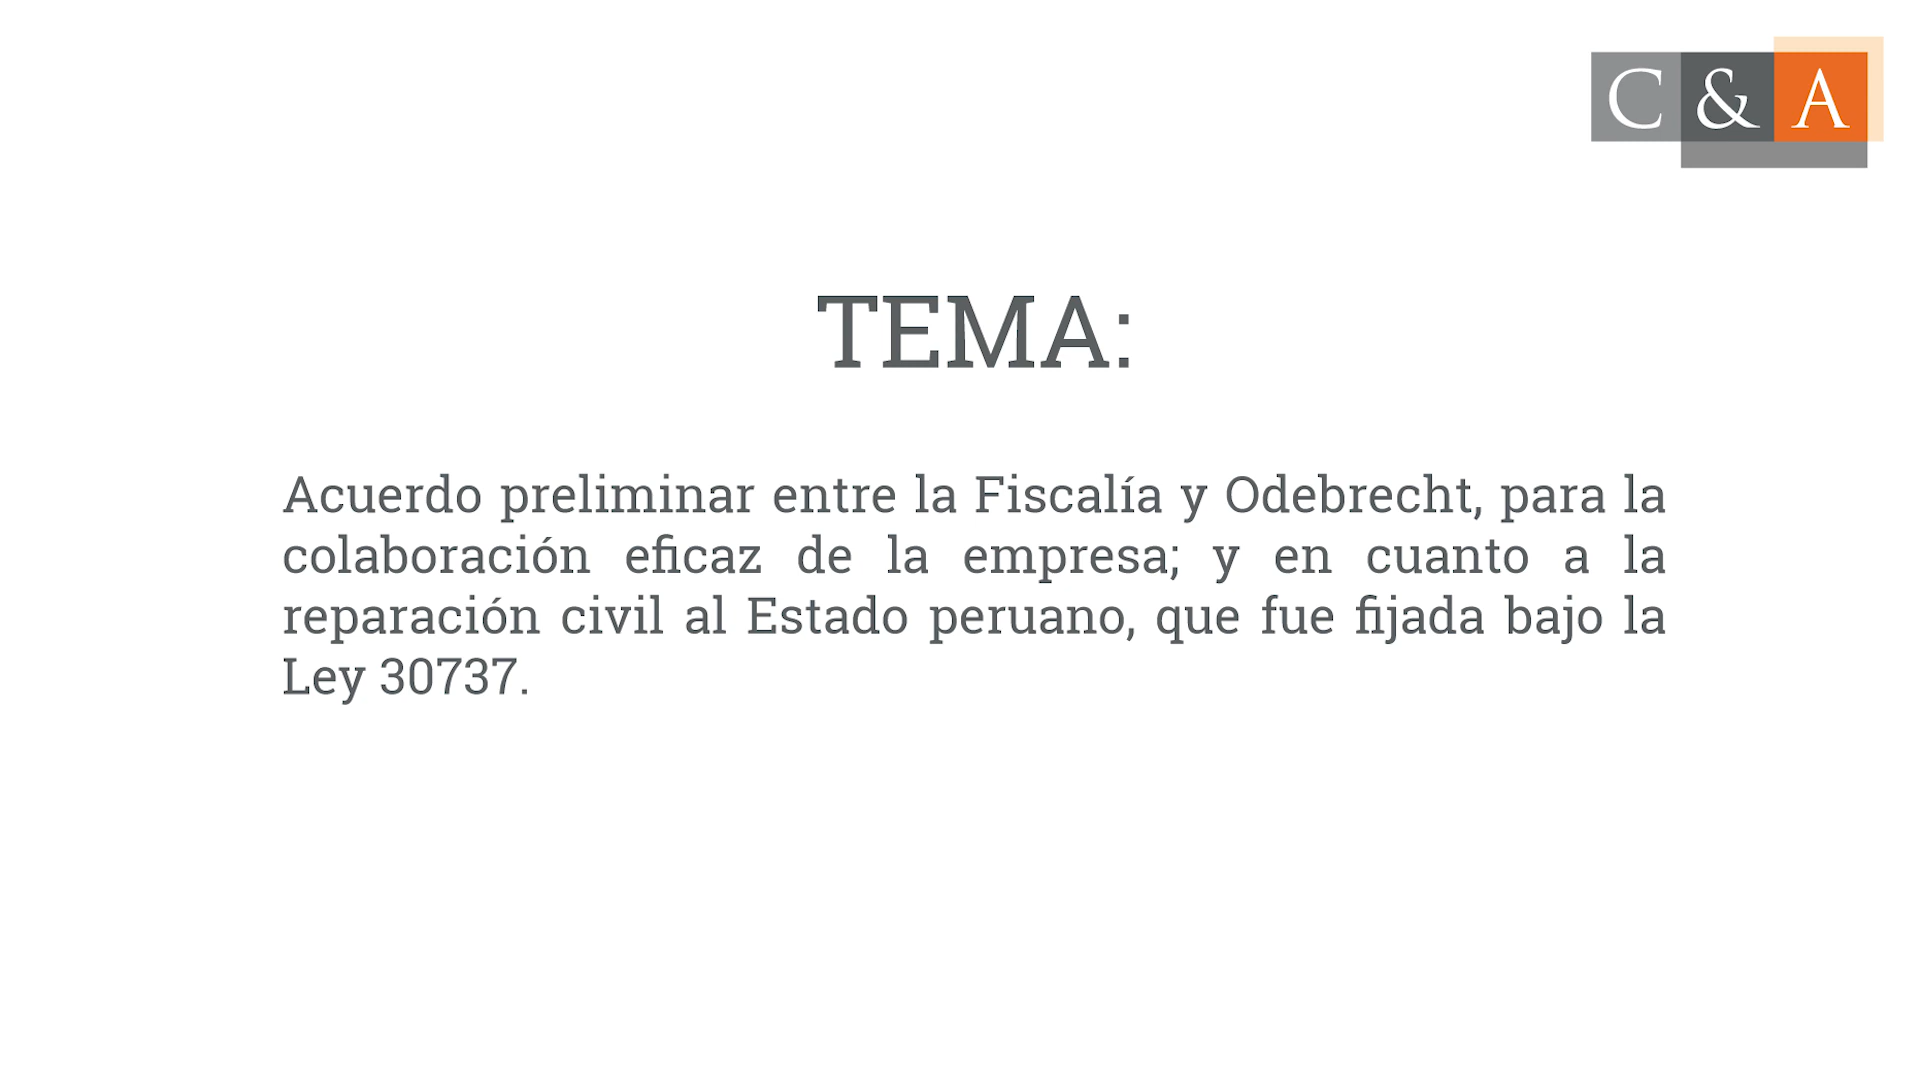 C & A
TEMA:
Acuerdo preliminar entre la Fiscalía y Odebrecht, para la
colaboración eficaz de la empresa; y en cuanto a la
reparación civil al Estado peruano, que fue fijada bajo la
Ley 30737.